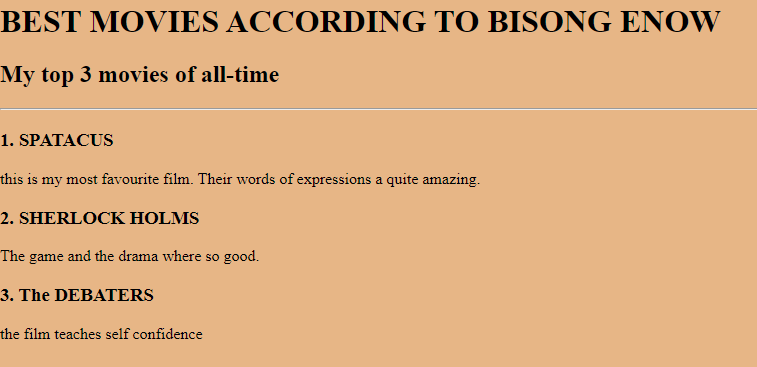 BEST MOVIES ACCORDING TO BISONG ENOW
My top 3 movies of all-time
1. SPATACUS
this is my most favourite film. Their words of expressions a quite amazing.
2. SHERLOCK HOLMS
The game and the drama where so good.
3. The DEBATERS
the film teaches self confidence